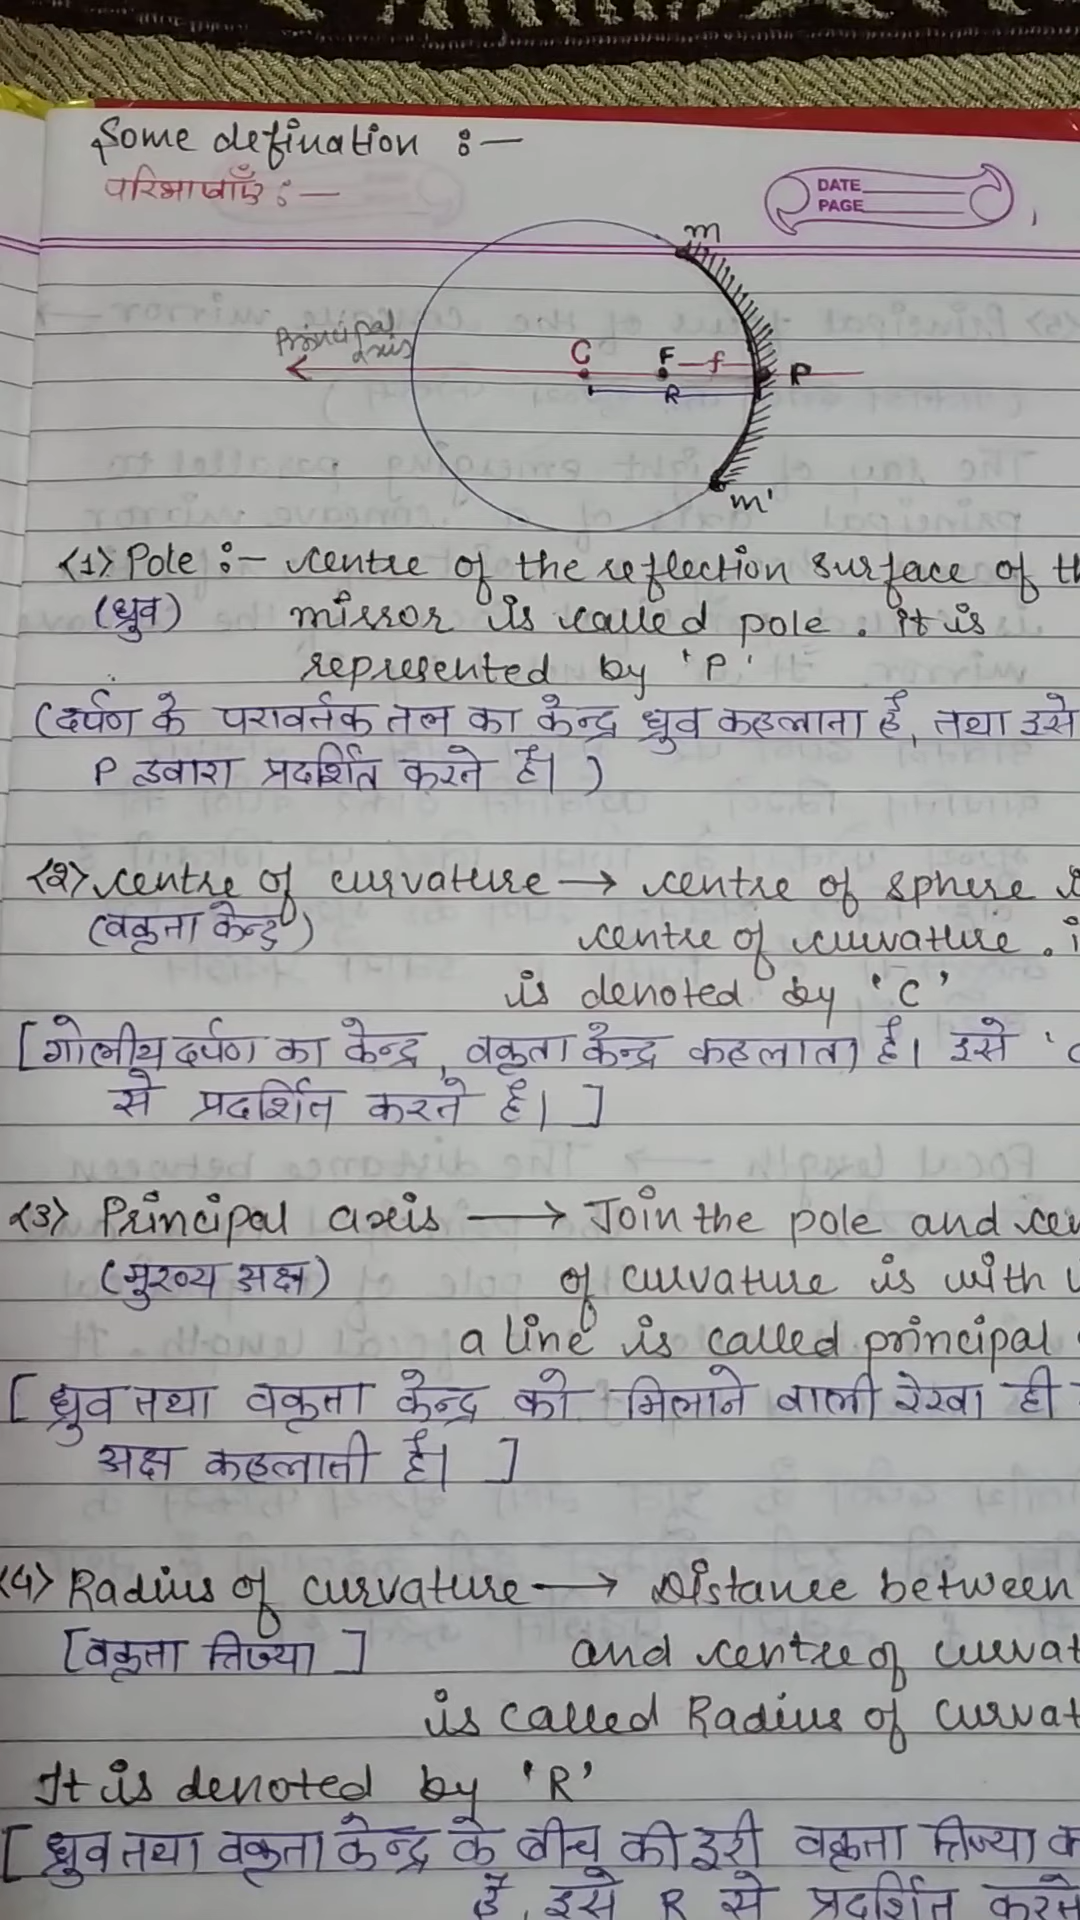 Some defination :—
परिभाषाएँ :—
DATE
PAGE
m
Principal axis
C
F
f
P
R
m'
<1> Pole :— centre of the reflection surface of
(ध्रुव) mirror is called pole. it is
represented by 'P'
(दर्पण के परावर्तक तल का केन्द्र ध्रुव कहलाता है, तथा इसे
P द्वारा प्रदर्शित करते हैं।)
<2> centre of curvature → centre of sphere
(वक्रता केन्द्र) centre of curvature.
is denoted by 'C'
[गोलीय दर्पण का केन्द्र, वक्रता केन्द्र कहलाता है। इसे
से प्रदर्शित करते है।]
<3> Principal axis → Join the pole and
(मुख्य अक्ष) of curvature is with
a line is called principal
[ध्रुव तथा वक्रता केन्द्र को मिलाने वाली रेखा ही
अक्ष कहलाती है। ]
<4> Radius of curvature → Distance between
[वक्रता त्रिज्या] and centre of
is called Radius of
It is denoted by 'R'
[ध्रुव तथा वक्रता केन्द्र के बीच की दूरी वक्रता त्रिज्या
है, इसे R से प्रदर्शित करते